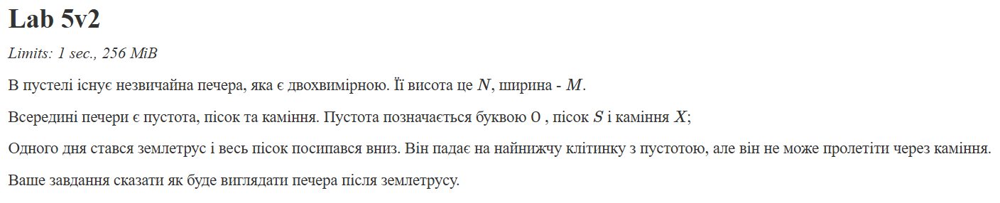 Lab 5v2
Limits: 1 sec., 256 MiB
В пустелі існує незвичайна печера, яка є двохвимірною. Її висота це N, ширина - M.
Всередині печери є пустота, пісок та каміння. Пустота позначається буквою O , пісок S і каміння X;
Одного дня стався землетрус і весь пісок посипався вниз. Він падає на найнижчу клітинку з пустотою, але він не може пролетіти через каміння.
Ваше завдання сказати як буде виглядати печера після землетрусу.